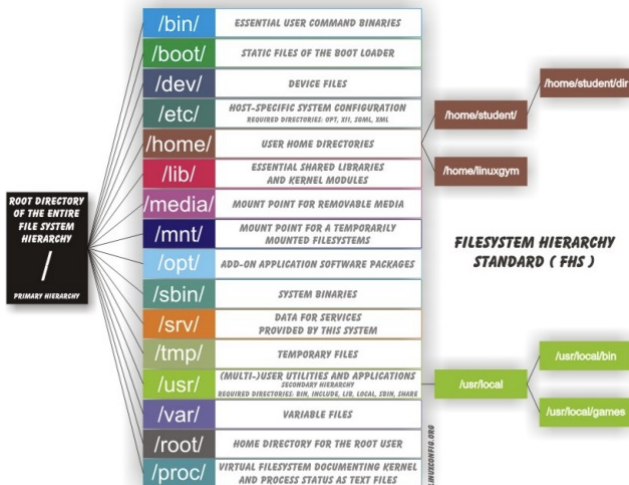 /bin/ ESSENTIAL USER COMMAND BINARIES
/boot/ STATIC FILES OF THE BOOT LOADER
/dev/ DEVICE FILES
/etc/ HOST-SPECIFIC SYSTEM CONFIGURATION
REQUIRED DIRECTORIES: OPT, XII, SGML, XML
/home/ USER HOME DIRECTORIES
/lib/ ESSENTIAL SHARED LIBRARIES
AND KERNEL MODULES
/media/ MOUNT POINT FOR REMOVABLE MEDIA
/mnt/ MOUNT POINT FOR A TEMPORARILY
MOUNTED FILESYSTEMS
/opt/ ADD-ON APPLICATION SOFTWARE PACKAGES
/sbin/ SYSTEM BINARIES
/srv/ DATA FOR SERVICES
PROVIDED BY THIS SYSTEM
/tmp/ TEMPORARY FILES
/usr/ (MULTI-)USER UTILITIES AND APPLICATIONS
SECONDARY HIERARCHY
REQUIRED DIRECTORIES: BIN, INCLUDE, LIB, LOCAL, SBIN, SHARE
/var/ VARIABLE FILES
/root/ HOME DIRECTORY FOR THE ROOT USER
/proc/ VIRTUAL FILESYSTEM DOCUMENTING KERNEL
AND PROCESS STATUS AS TEXT FILES
ROOT DIRECTORY
OF THE ENTIRE
FILE SYSTEM
HIERARCHY
/
PRIMARY HIERARCHY
/home/student/
/home/student/dir
/home/linuxgym
FILESYSTEM HIERARCHY
STANDARD ( FHS )
/usr/local
/usr/local/bin
/usr/local/games
LINUXCONFIG.ORG